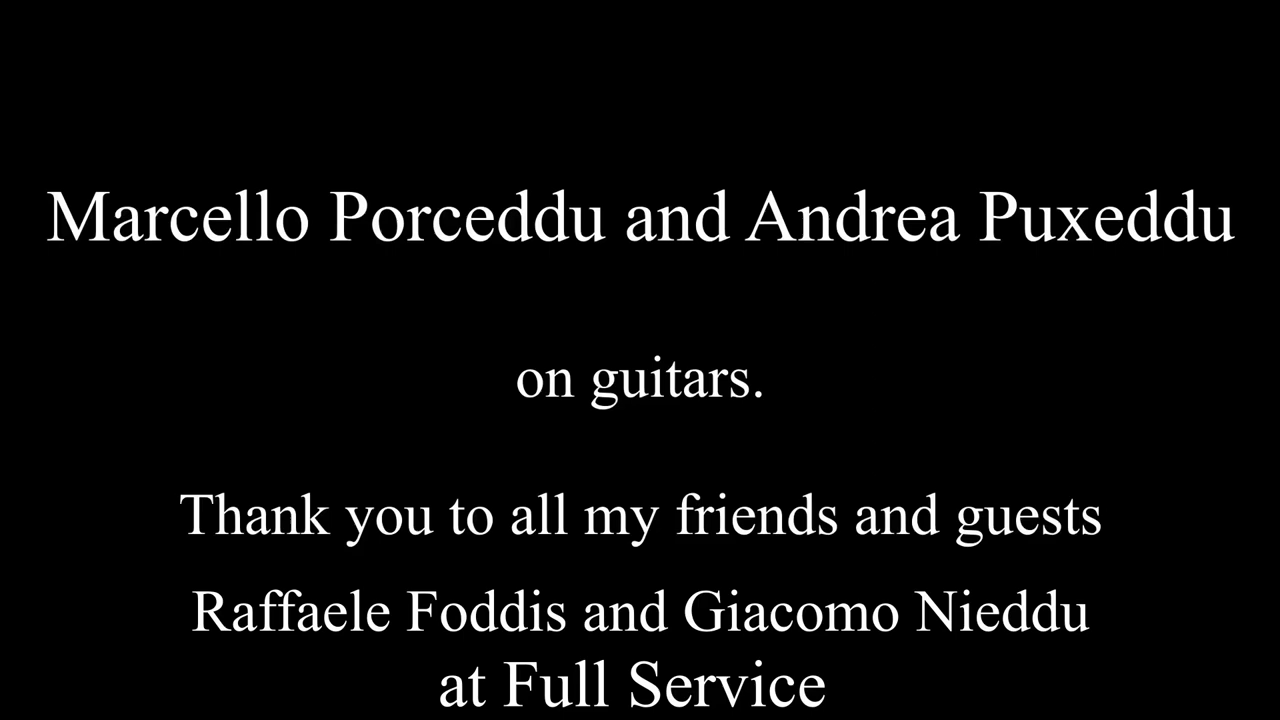 Marcello Porceddu and Andrea Puxeddu
on guitars.
Thank you to all my friends and guests
Raffaele Foddis and Giacomo Nieddu
at Full Service